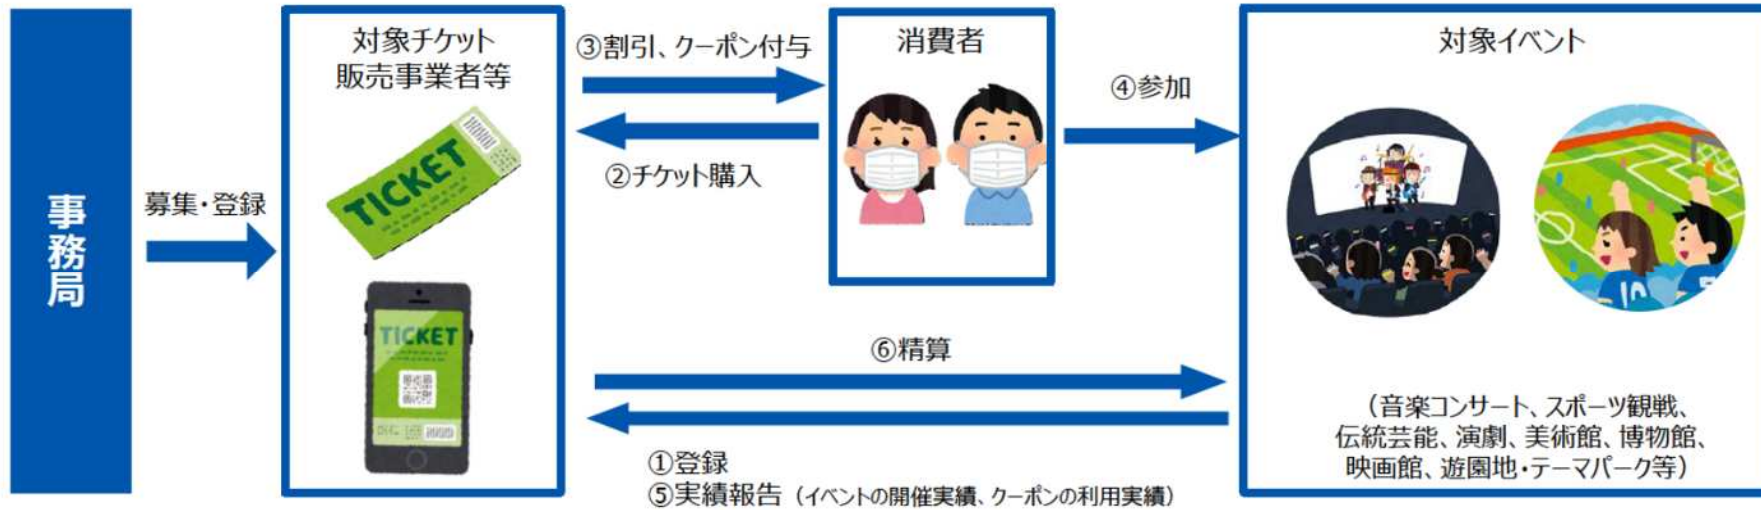 事務局
募集・登録
対象チケット
販売事業者等
TICKET
TICKET
③割引、クーポン付与
②チケット購入
消費者
④参加
対象イベント
10
⑥精算
①登録
⑤実績報告（イベントの開催実績、クーポンの利用実績）
（音楽コンサート、スポーツ観戦、
伝統芸能、演劇、美術館、博物館、
映画館、遊園地・テーマパーク等）